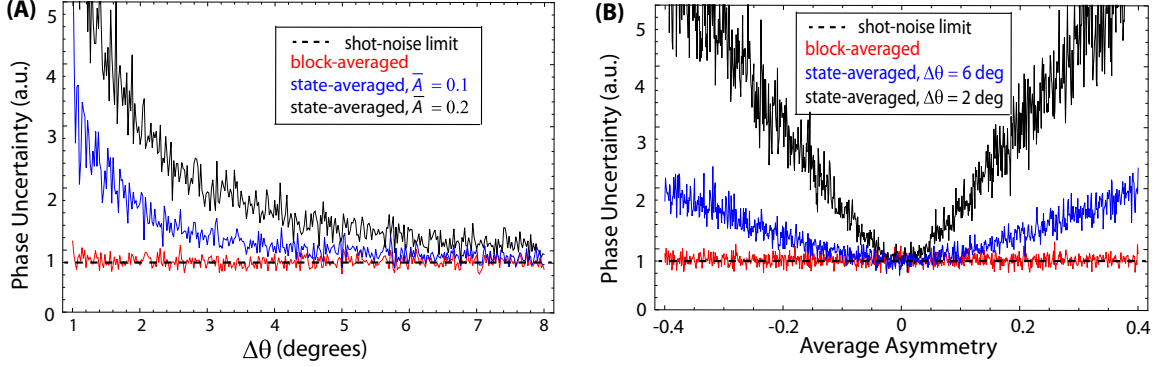 (A)
5
4
3
2
1
0
Phase Uncertainty (a.u.)
shot-noise limit
block-averaged
state-averaged, A̅ = 0.1
state-averaged, A̅ = 0.2
1 2 3 4 5 6 7 8
Δθ (degrees)
(B)
5
4
3
2
1
0
Phase Uncertainty (a.u.)
shot-noise limit
block-averaged
state-averaged, Δθ = 6 deg
state-averaged, Δθ = 2 deg
-0.4 -0.2 0 0.2 0.4
Average Asymmetry